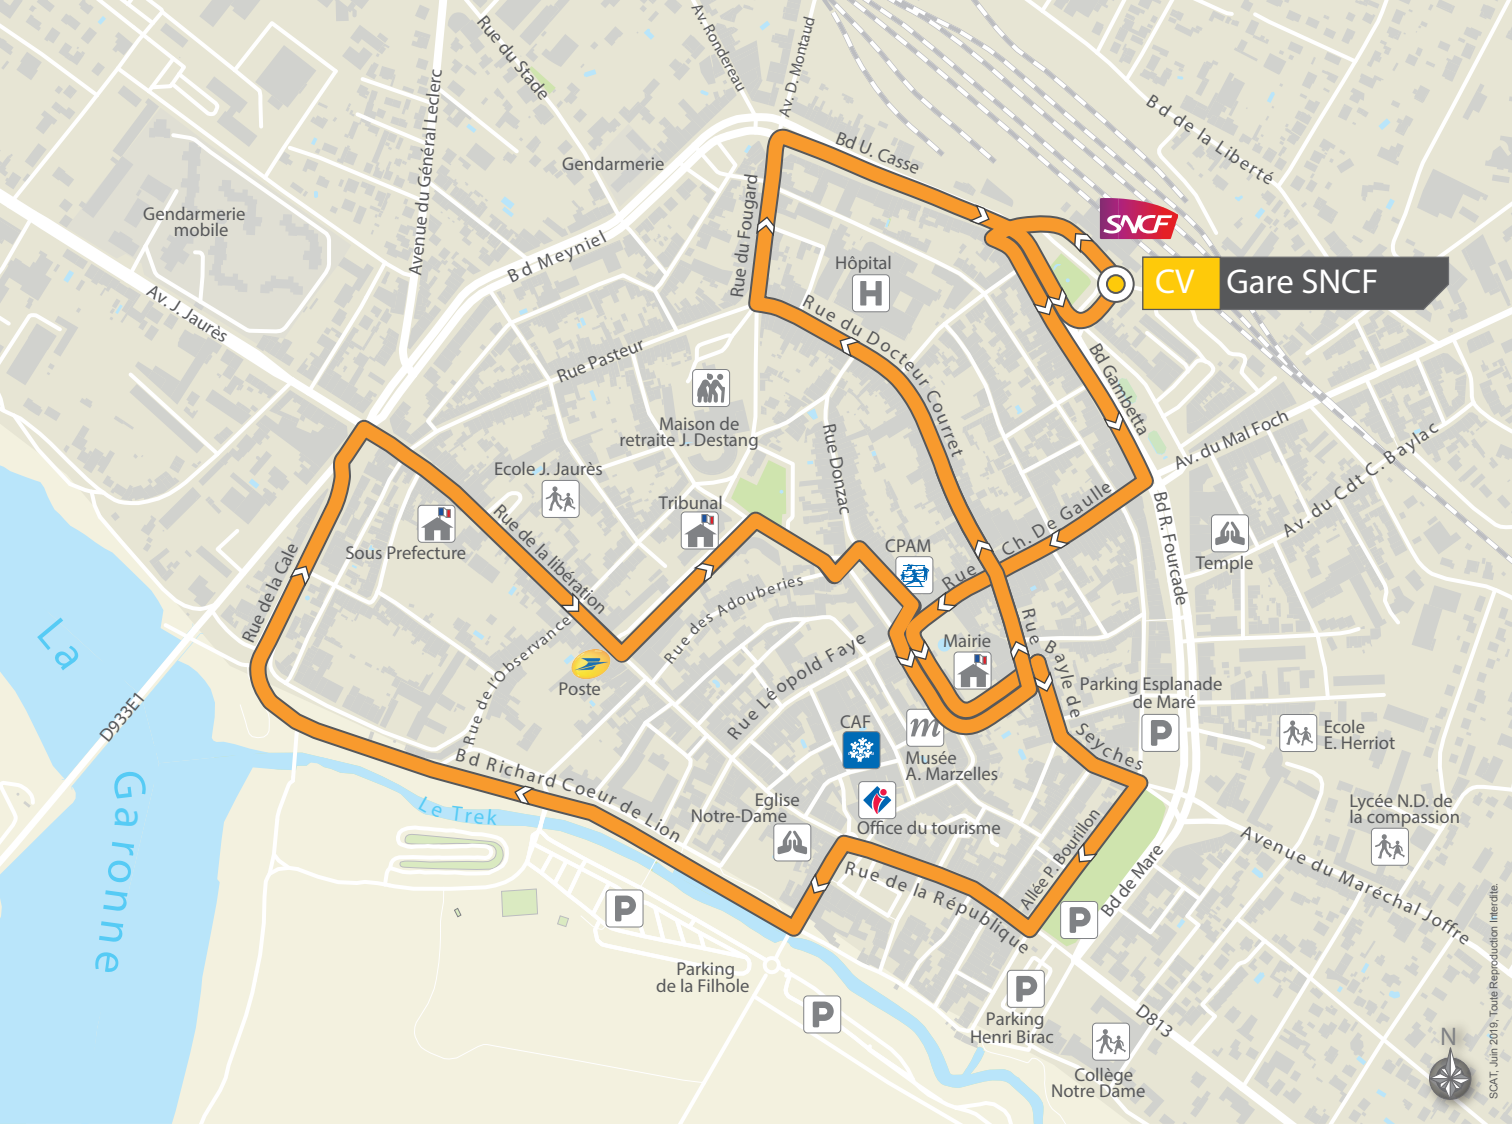 Rue du Stade
Av. Rondereau
Av. D. Montaud
Bd de la Liberté
Avenue du Général Leclerc
Gendarmerie
Bd U. Casse
Gendarmerie
mobile
Bd Meyniel
Rue du Fougard
SNCF
Hôpital
H
CV Gare SNCF
Av. J. Jaurès
Rue Pasteur
Rue du Docteur Courret
Bd Gambetta
Maison de
retraite J. Destang
Rue Donzac
Av. du Mal Foch
Av. du Cdt C. Baylac
Ecole J. Jaurès
Tribunal
Rue Ch. De Gaulle
Bd R. Fourcade
Sous Prefecture
Rue de la libération
CPAM
Temple
Rue de la Cale
Rue des Adouberies
Rue de l'Observance
Mairie
Rue Bayle de Seyches
La
Garonne
Poste
Rue Léopold Faye
Parking Esplanade
de Maré
P
D933E1
CAF
m
Musée
A. Marzelles
Ecole
E. Herriot
Bd Richard Coeur de Lion
Le Trek
Eglise
Notre-Dame
Office du tourisme
Lycée N.D. de
la compassion
Allée P. Bourillon
Bd de Mare
Avenue du Maréchal Joffre
Rue de la République
P
P
Parking
de la Filhole
P
P
Parking
Henri Birac
D813
Collège
Notre Dame
N
SCAT, Juin 2019, Toute Reproduction Interdite.